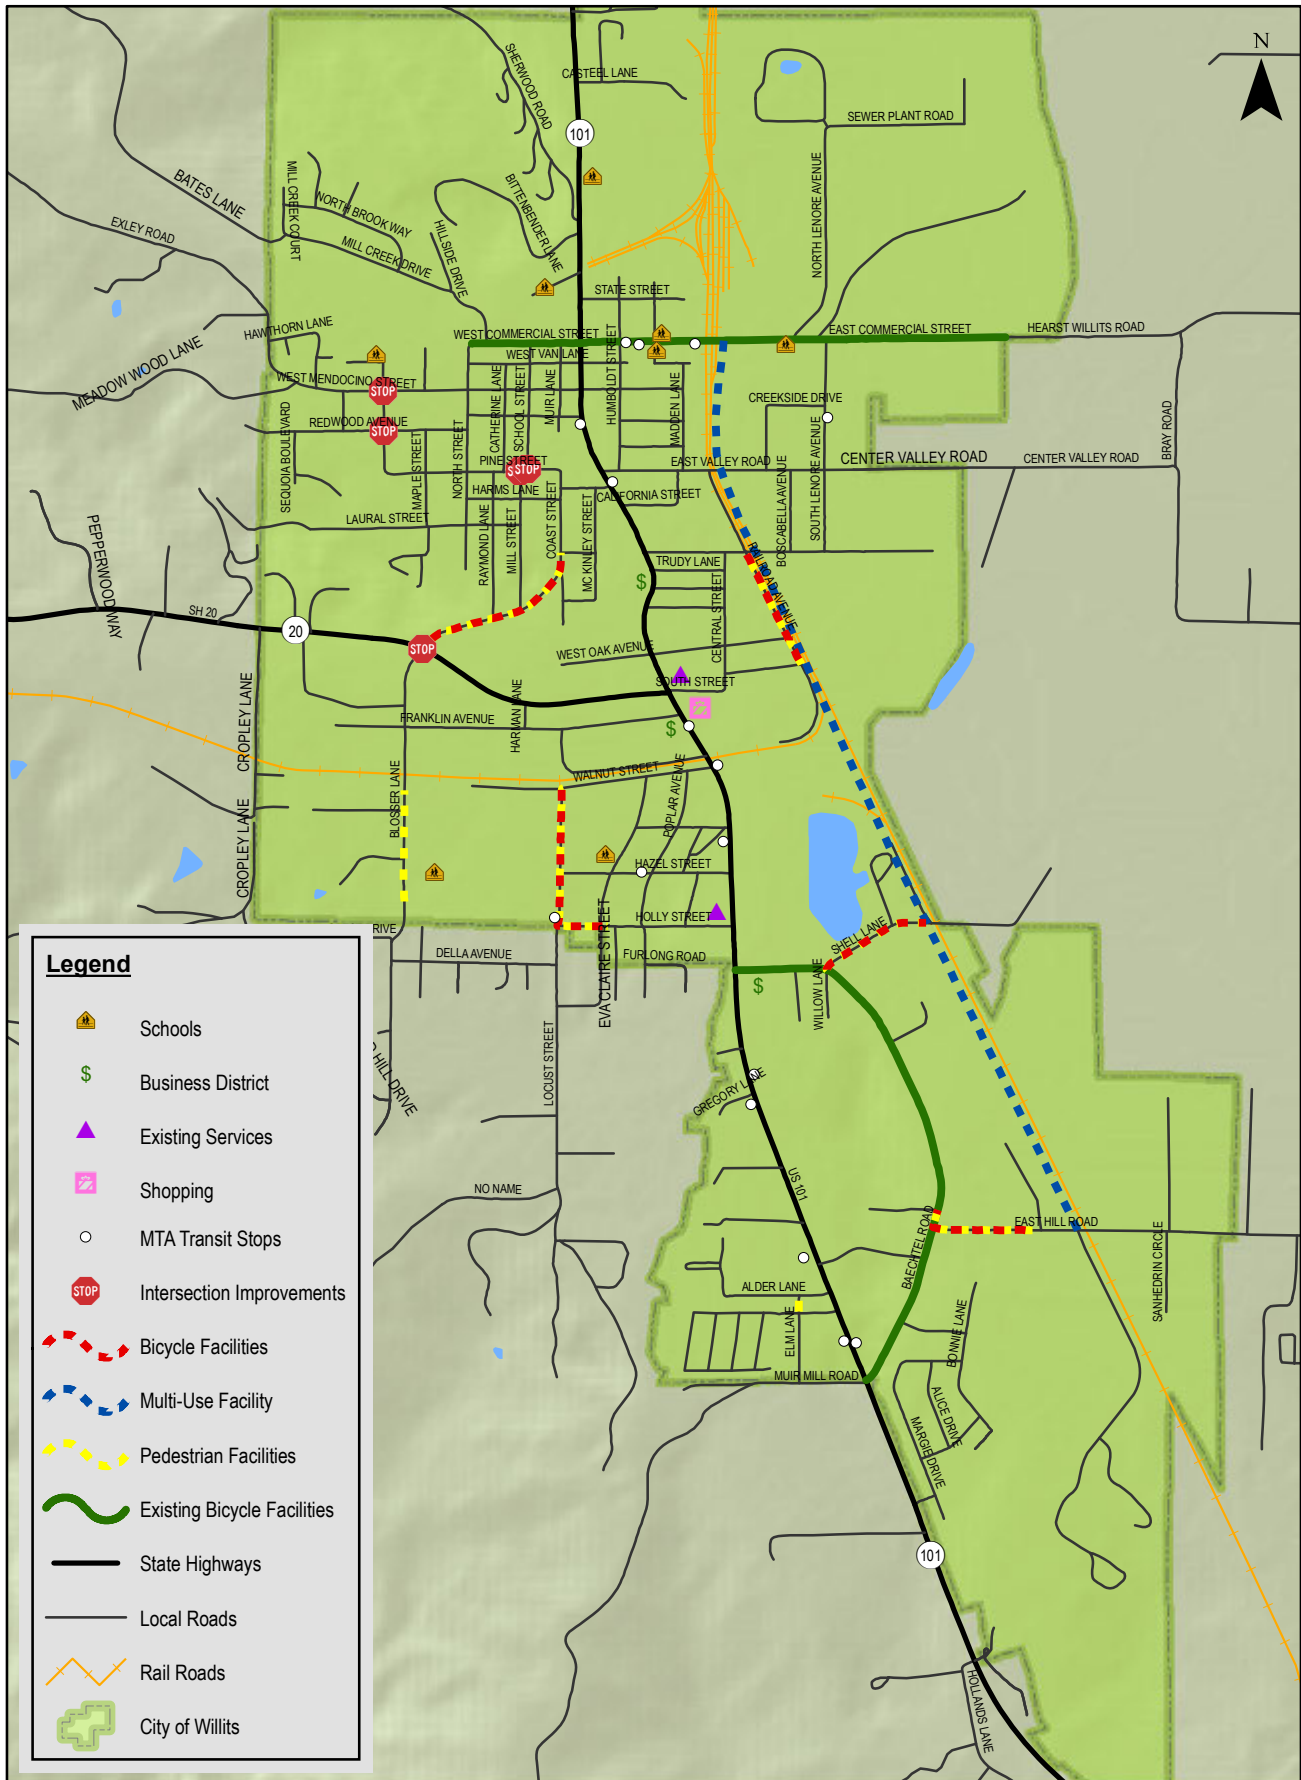 N
CASTEEL LANE
SHERWOOD ROAD
101
SEWER PLANT ROAD
BATES LANE
MILL CREEK COURT
NORTH BROOK WAY
BITTENBENDER LANE
NORTH LENORE AVENUE
EXLEY ROAD
MILL CREEK DRIVE
HILLSIDE DRIVE
STATE STREET
HAWTHORN LANE
WEST COMMERCIAL STREET
HUMBOLDT STREET
EAST COMMERCIAL STREET
HEARST WILLITS ROAD
MEADOW WOOD LANE
WEST VAN LANE
WEST MENDOCINO STREET
STOP
CATHERINE LANE
SCHOOL STREET
MUIR LANE
MADDEN LANE
CREEKSIDE DRIVE
REDWOOD AVENUE
STOP
SEQUOIA BOULEVARD
MAPLE STREET
NORTH STREET
PINE STREET
S
STOP
EAST VALLEY ROAD
CENTER VALLEY ROAD
CENTER VALLEY ROAD
BRAY ROAD
HARMS LANE
CALIFORNIA STREET
BOSCABELLA AVENUE
SOUTH LENORE AVENUE
LAURAL STREET
RAYMOND LANE
MILL STREET
COAST STREET
MC KINLEY STREET
PEPPERWOOD WAY
TRUDY LANE
RAILROAD AVENUE
$
CENTRAL STREET
SH 20
20
STOP
WEST OAK AVENUE
SOUTH STREET
CROPLEY LANE
FRANKLIN AVENUE
HARMAN LANE
$
WALNUT STREET
BLOSSER LANE
POPLAR AVENUE
CROPLEY LANE
HAZEL STREET
HOLLY STREET
EVA CLAIRE STREET
SHELL LANE
RIVE
DELLA AVENUE
FURLONG ROAD
WILLOW LANE
$
LOCUST STREET
D HILL DRIVE
GREGORY LANE
US 101
NO NAME
BAECHTEL ROAD
EAST HILL ROAD
SANHEDRIN CIRCLE
ALDER LANE
ELM LANE
BONNIE LANE
MUIR MILL ROAD
ALICE DRIVE
MARGIE DRIVE
101
HOLLANDS LANE
Legend
Schools
$ Business District
Existing Services
Shopping
MTA Transit Stops
STOP Intersection Improvements
Bicycle Facilities
Multi-Use Facility
Pedestrian Facilities
Existing Bicycle Facilities
State Highways
Local Roads
Rail Roads
City of Willits